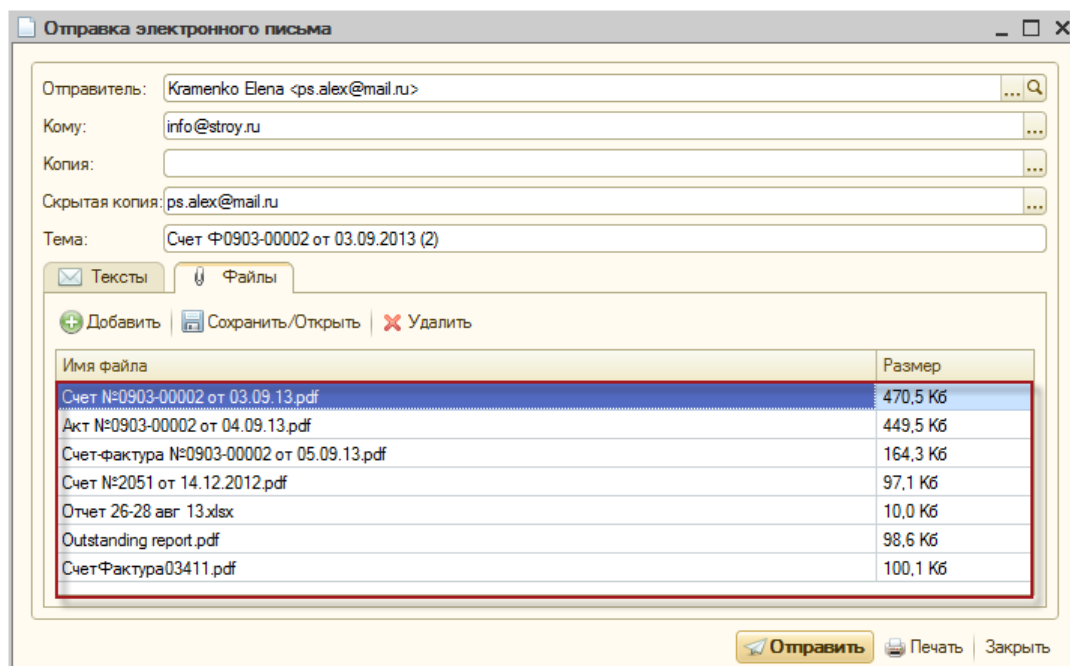 Отправка электронного письма
Отправитель: Kramenko Elena <ps.alex@mail.ru> ...
Кому: info@stroy.ru ...
Копия: ...
Скрытая копия: ps.alex@mail.ru ...
Тема: Счет Ф0903-00002 от 03.09.2013 (2)
Тексты Файлы
Добавить Сохранить/Открыть Удалить
Имя файла Размер
Счет №0903-00002 от 03.09.13.pdf 470,5 Кб
Акт №0903-00002 от 04.09.13.pdf 449,5 Кб
Счет-фактура №0903-00002 от 05.09.13.pdf 164,3 Кб
Счет №2051 от 14.12.2012.pdf 97,1 Кб
Отчет 26-28 авг 13.xlsx 10,0 Кб
Outstanding report.pdf 98,6 Кб
СчетФактура03411.pdf 100,1 Кб
Отправить Печать Закрыть